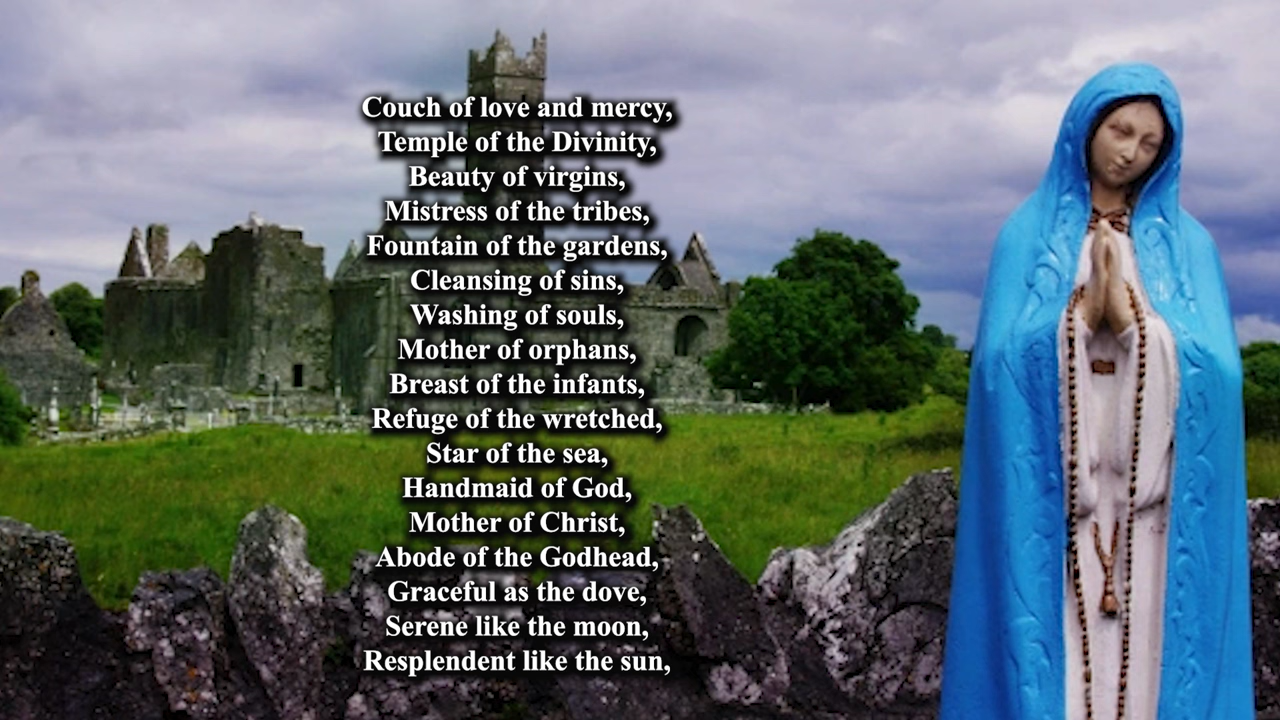 Couch of love and mercy,
Temple of the Divinity,
Beauty of virgins,
Mistress of the tribes,
Fountain of the gardens,
Cleansing of sins,
Washing of souls,
Mother of orphans,
Breast of the infants,
Refuge of the wretched,
Star of the sea,
Handmaid of God,
Mother of Christ,
Abode of the Godhead,
Graceful as the dove,
Serene like the moon,
Resplendent like the sun,